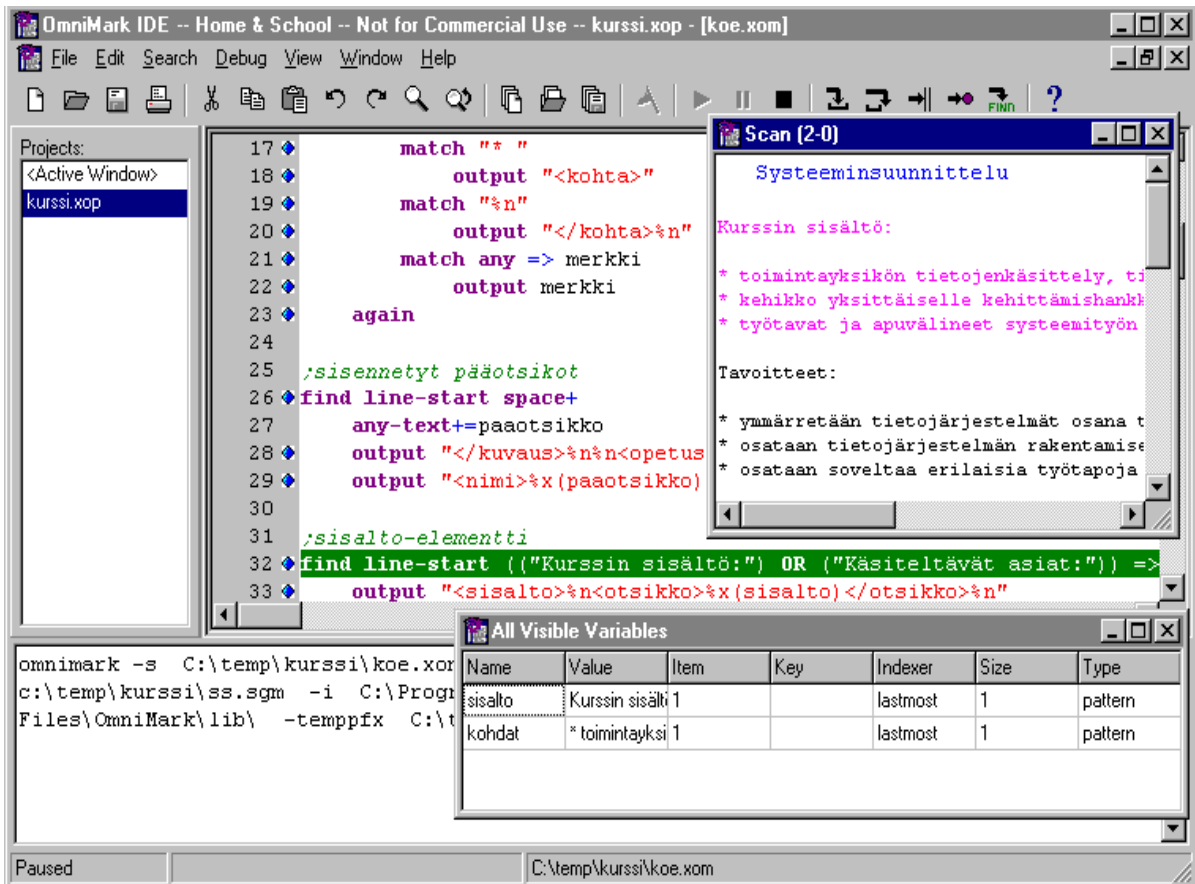 OmniMark IDE -- Home & School -- Not for Commercial Use -- kurssi.xop - [koe.xom]
File Edit Search Debug View Window Help
FIND
Projects:
<Active Window>
kurssi.xop
17 match "* "
18 output "<kohta>"
19 match "%n"
20 output "</kohta>%n"
21 match any => merkki
22 output merkki
23 again
24
25 ;sisennetyt pääotsikot
26 find line-start space+
27 any-text+=paaotsikko
28 output "</kuvaus>%n%n<opetus
29 output "<nimi>%x(paaotsikko)
30
31 ;sisalto-elementti
32 find line-start (("Kurssin sisältö:") OR ("Käsiteltävät asiat:")) =>
33 output "<sisalto>%n<otsikko>%x(sisalto)</otsikko>%n"
Scan (2-0)
Systeeminsuunnittelu
Kurssin sisältö:
* toimintayksikön tietojenkäsittely, ti
* kehikko yksittäiselle kehittämishankk
* työtavat ja apuvälineet systeemityön
Tavoitteet:
* ymmärretään tietojärjestelmät osana t
* osataan tietojärjestelmän rakentamise
* osataan soveltaa erilaisia työtapoja
omnimark -s C:\temp\kurssi\koe.xom
c:\temp\kurssi\ss.sgm -i C:\Progr
Files\OmniMark\lib\ -temppfx C:\t
All Visible Variables
Name Value Item Key Indexer Size Type
sisalto Kurssin sisält 1 lastmost 1 pattern
kohdat * toimintayksi 1 lastmost 1 pattern
Paused C:\temp\kurssi\koe.xom